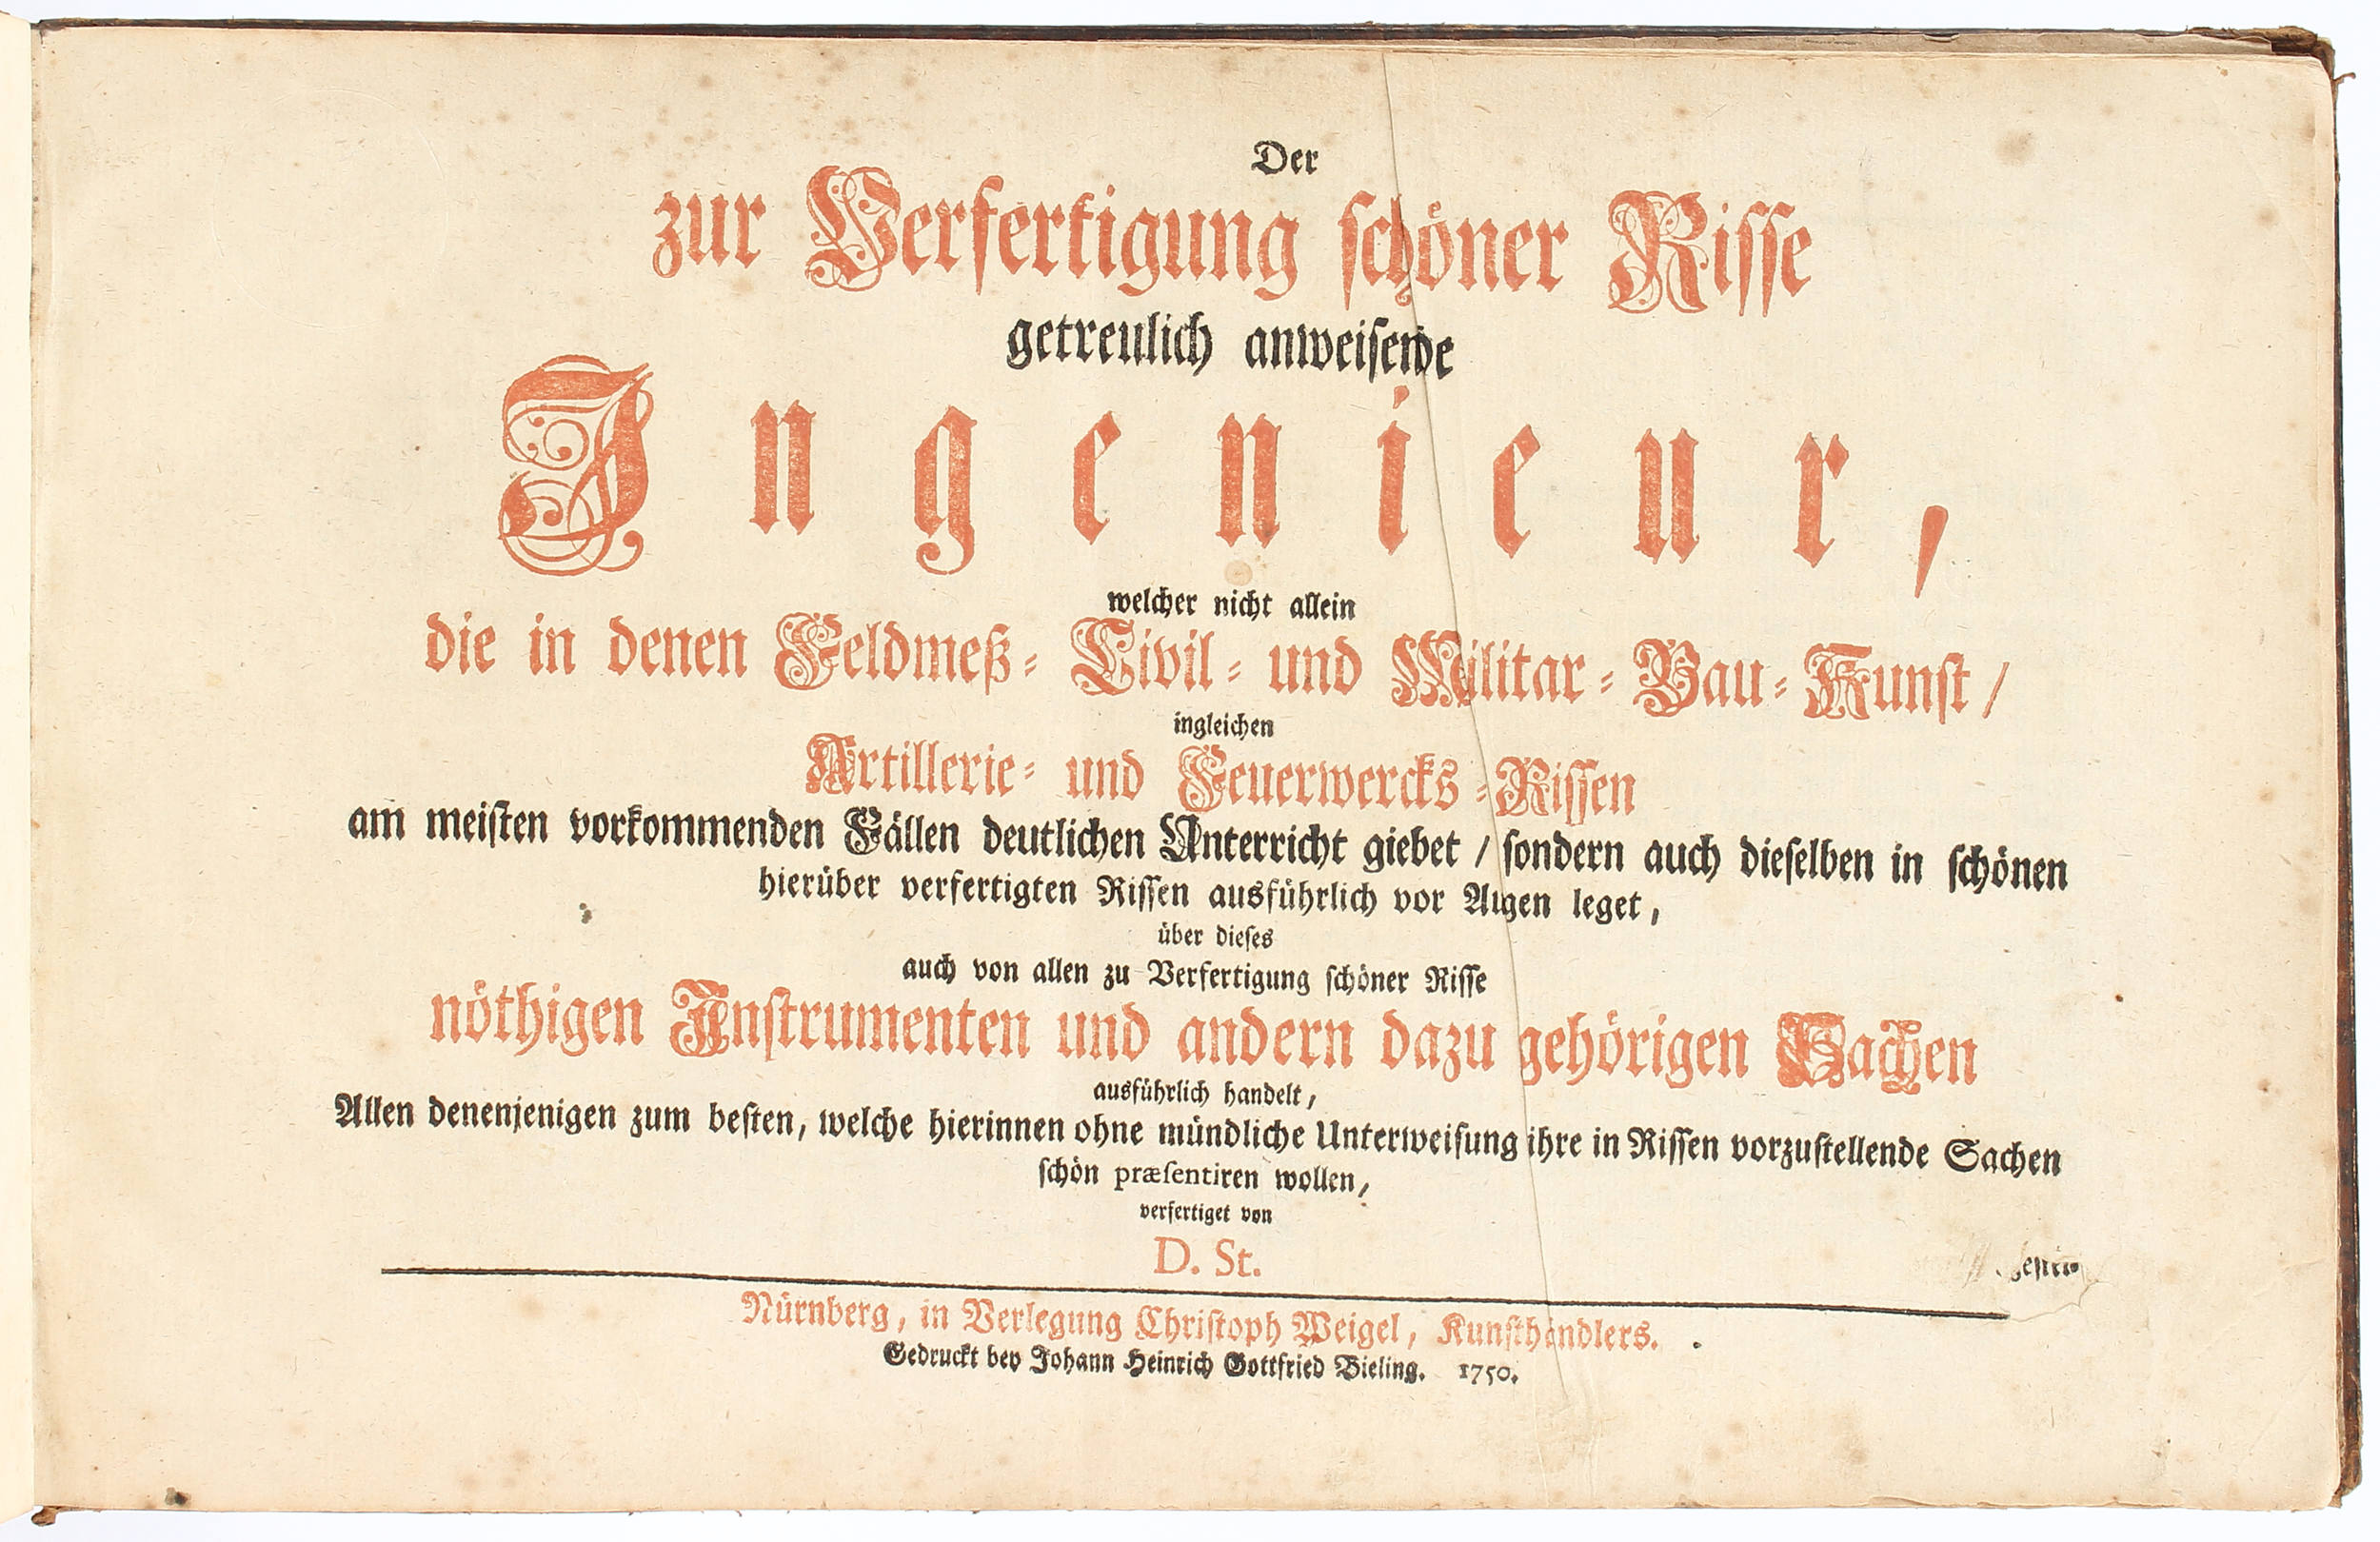 Der
zur Verfertigung schöner Risse
getreulich anweisende
Ingenieur,
welcher nicht allein
die in denen Feldmeß- Civil- und Militar-Bau-Kunst /
ingleichen
Artillerie- und Feuerwercks-Rissen
am meisten vorkommenden Fällen deutlichen Unterricht giebet / sondern auch dieselben in schönen
hierüber verfertigten Rissen ausführlich vor Augen leget,
über dieses
auch von allen zu Verfertigung schöner Risse
nöthigen Instrumenten und andern dazu gehörigen Sachen
ausführlich handelt,
Allen denenjenigen zum besten, welche hierinnen ohne mündliche Unterweisung ihre in Rissen vorzustellende Sachen
schön præsentiren wollen,
verfertiget von
D. St.
Nürnberg, in Verlegung Christoph Weigel, Kunsthändlers.
Gedruckt bey Johann Heinrich Gottfried Bieling. 1750.